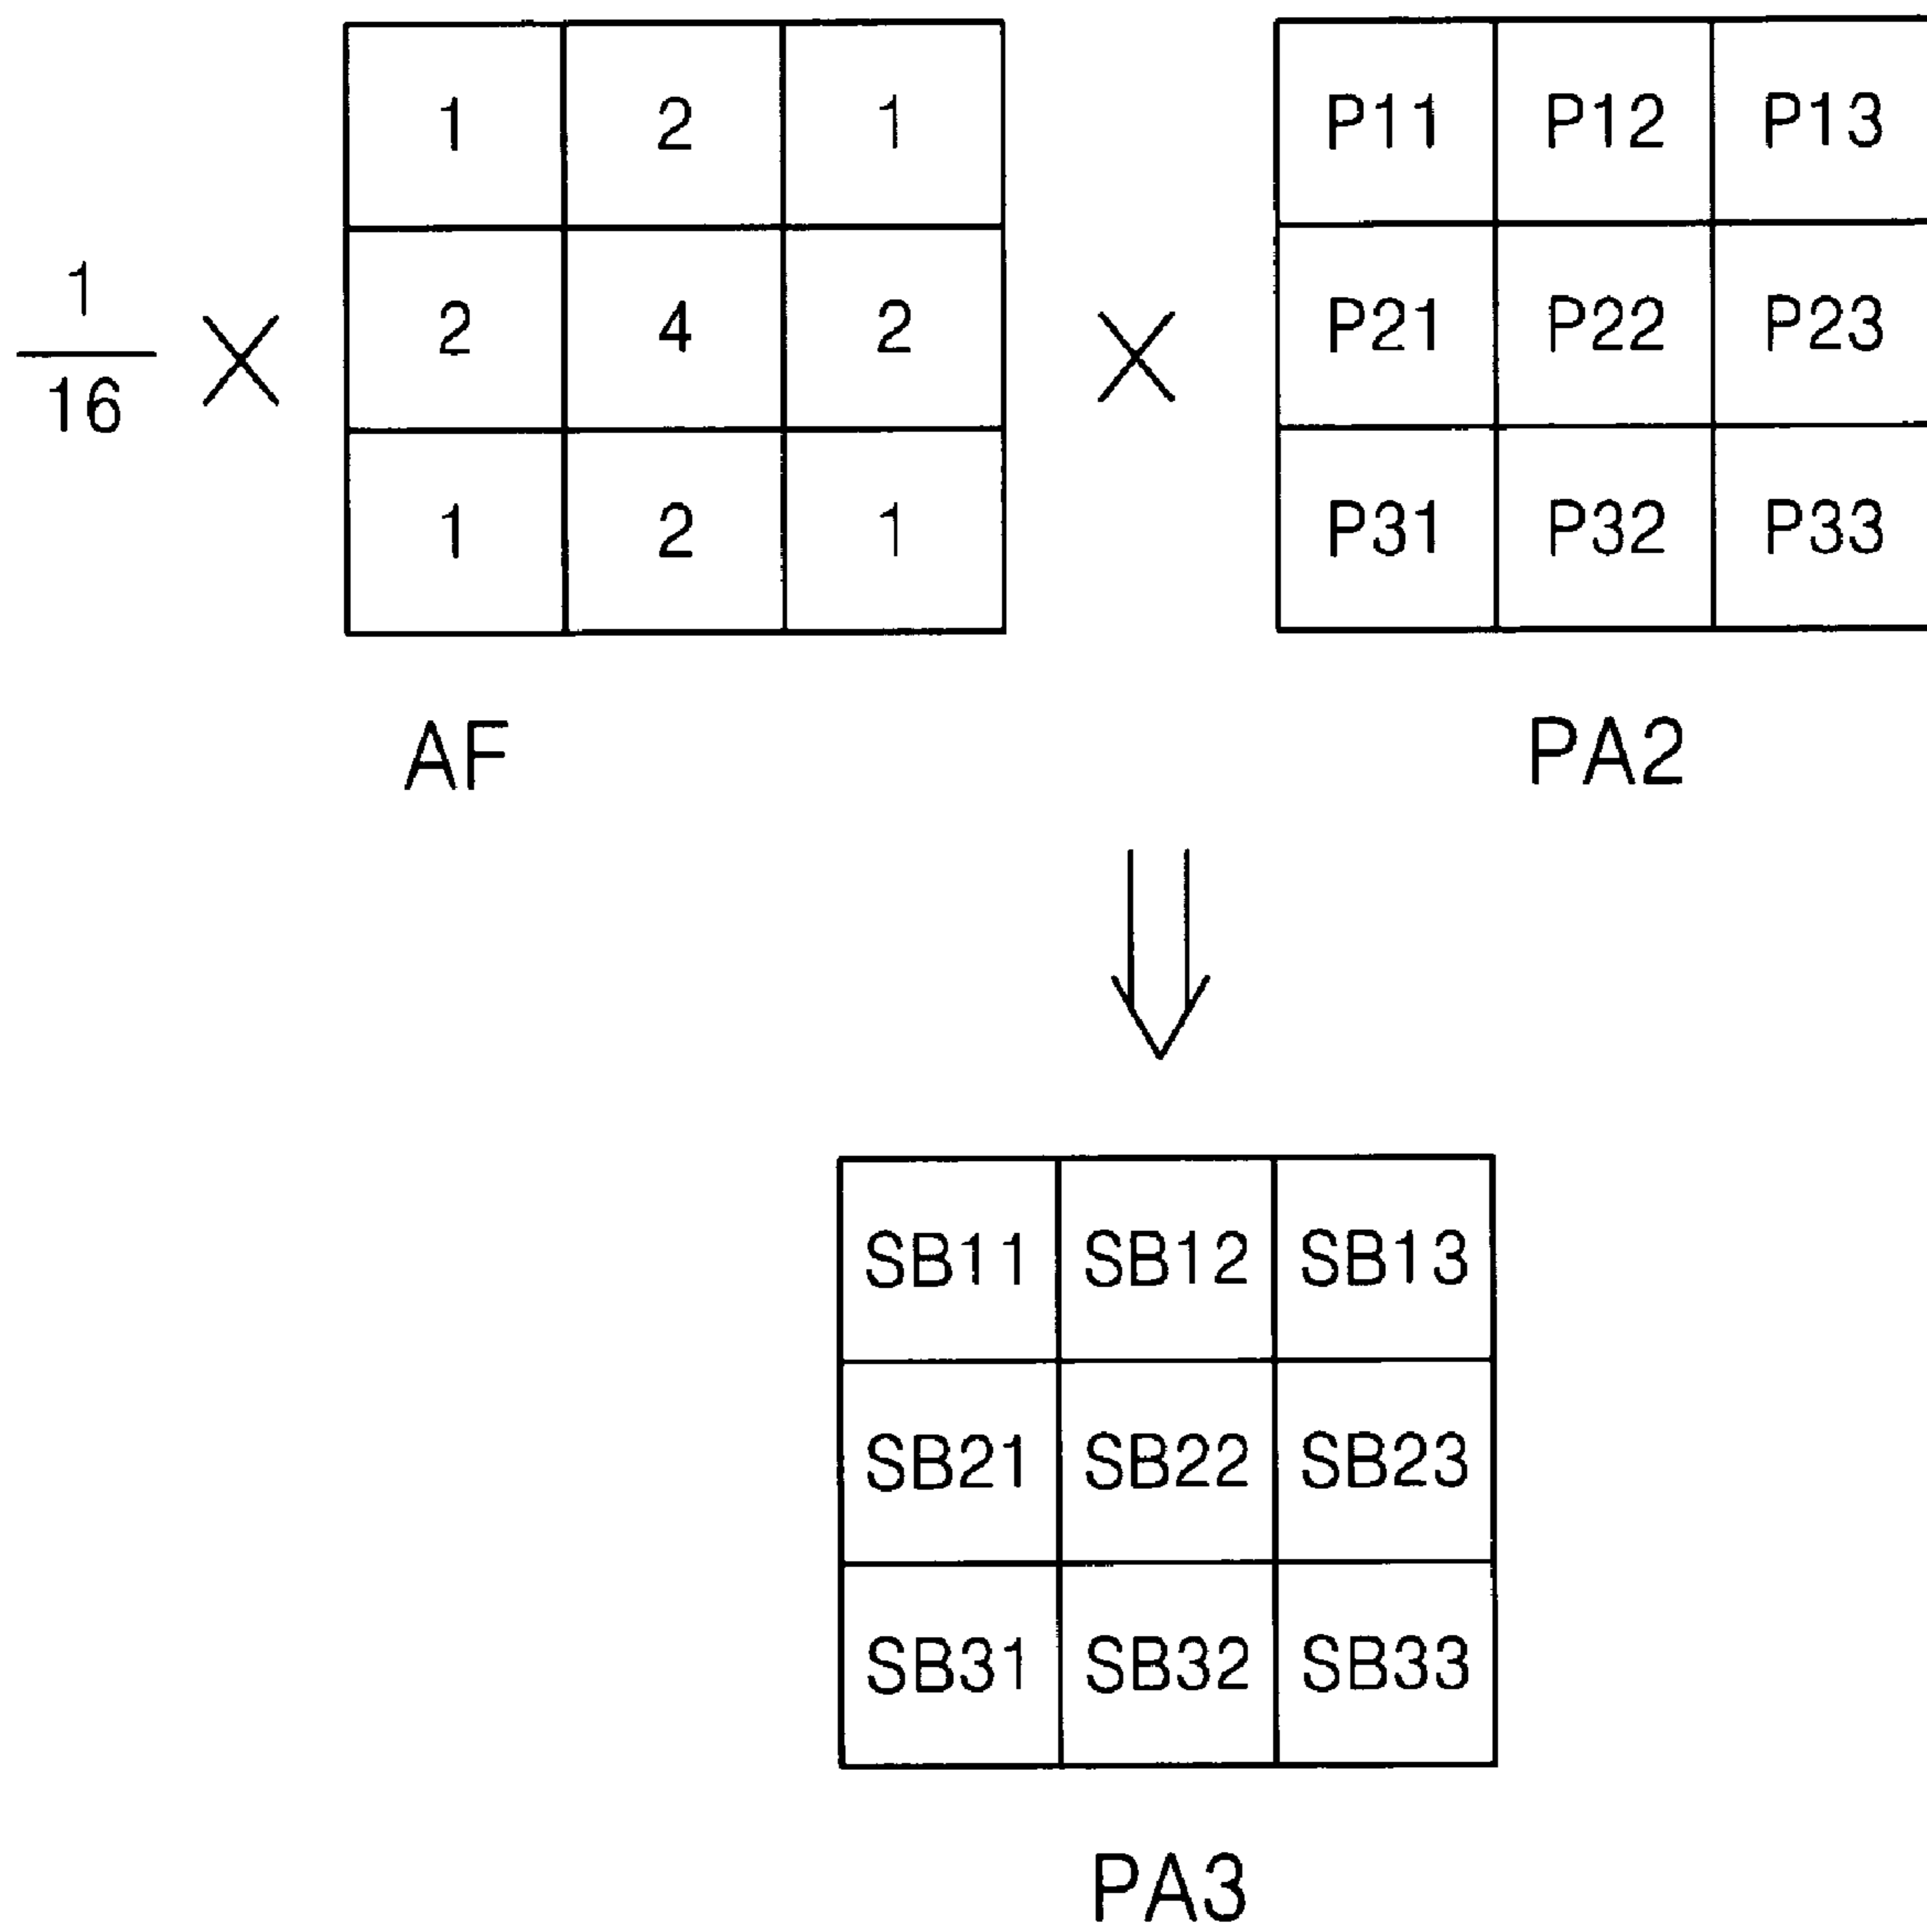 1 2 1 P11 P12 P13
1
16
2 4 2 P21 P22 P23
1 2 1 P31 P32 P33
AF PA2
SB11 SB12 SB13
SB21 SB22 SB23
SB31 SB32 SB33
PA3